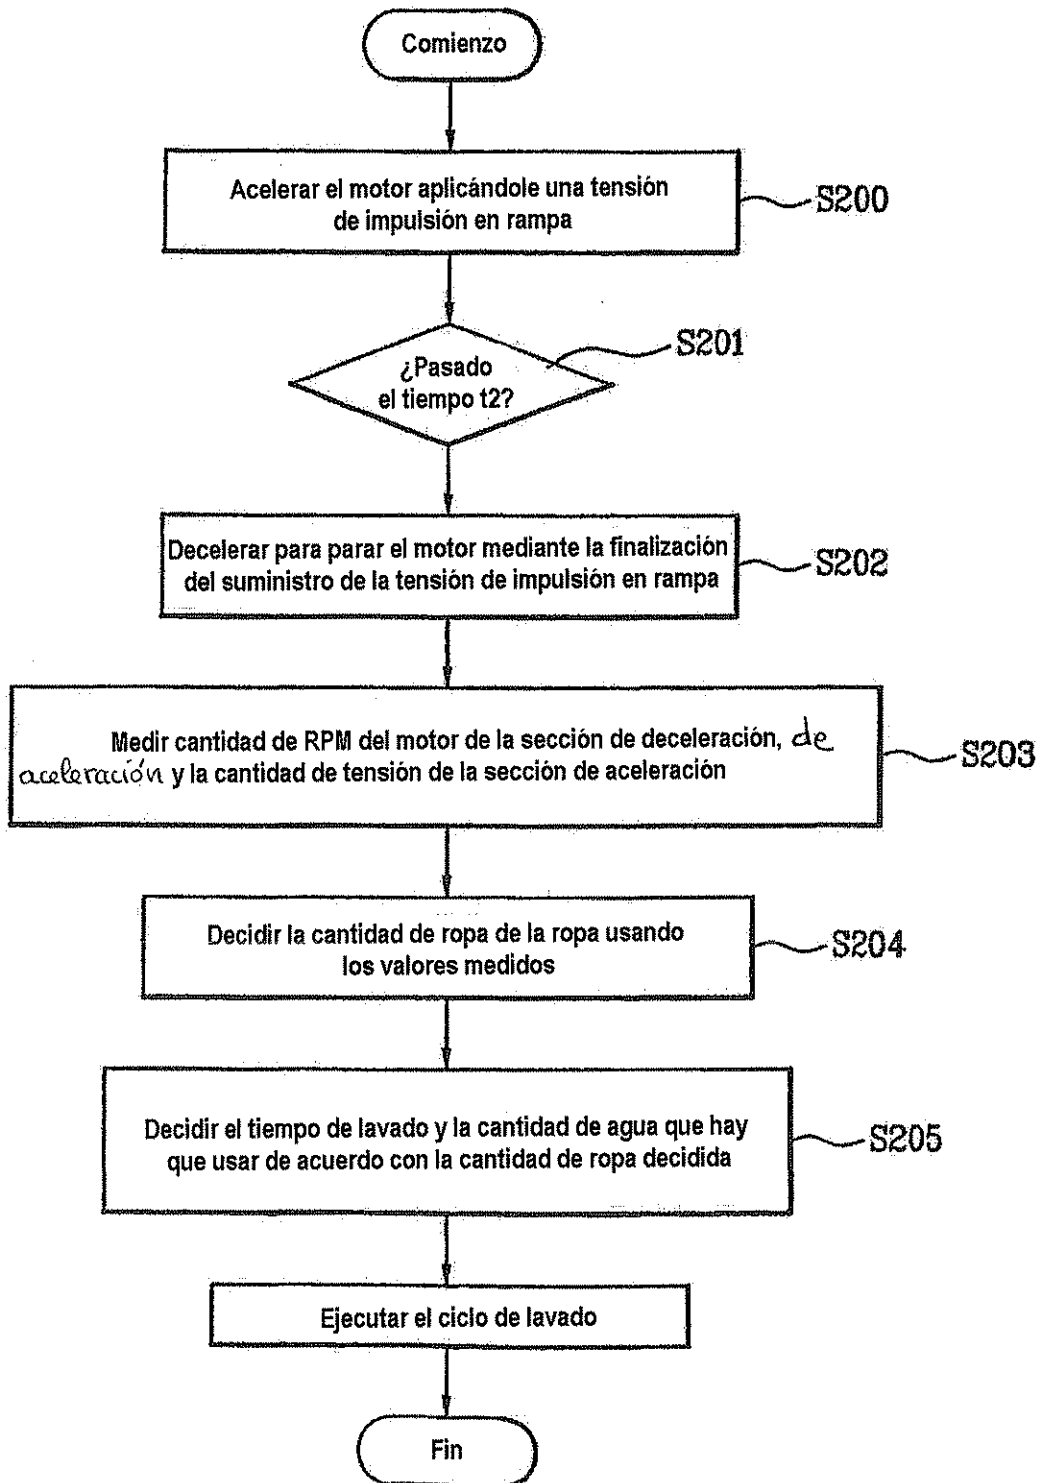 Comienzo
Acelerar el motor aplicándole una tensión
de impulsión en rampa
S200
¿Pasado
el tiempo t2?
S201
Decelerar para parar el motor mediante la finalización
del suministro de la tensión de impulsión en rampa
S202
Medir cantidad de RPM del motor de la sección de deceleración, de
aceleración y la cantidad de tensión de la sección de aceleración
S203
Decidir la cantidad de ropa de la ropa usando
los valores medidos
S204
Decidir el tiempo de lavado y la cantidad de agua que hay
que usar de acuerdo con la cantidad de ropa decidida
S205
Ejecutar el ciclo de lavado
Fin